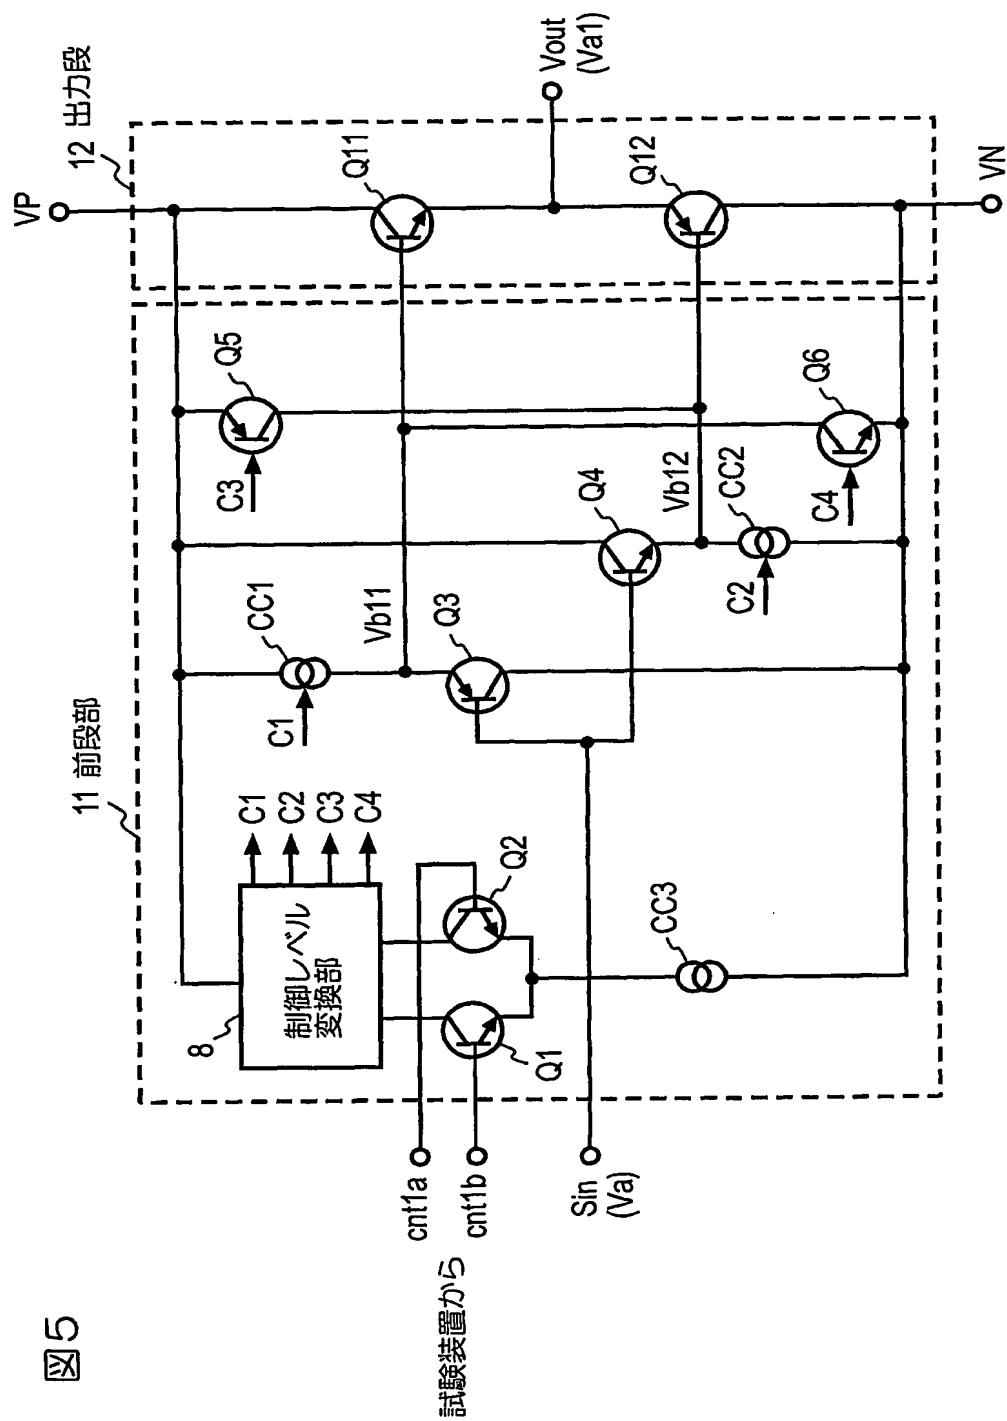 図5
試験装置から
cnt1a
cnt1b
Sin
(Va)
11 前段部
8
制御レベル
変換部
C1
C2
C3
C4
Q1
Q2
CC3
CC1
C1
Vb11
Q3
Q4
Vb12
CC2
C2
C3
Q5
C4
Q6
12 出力段
VP
Q11
Q12
Vout
(Va1)
VN